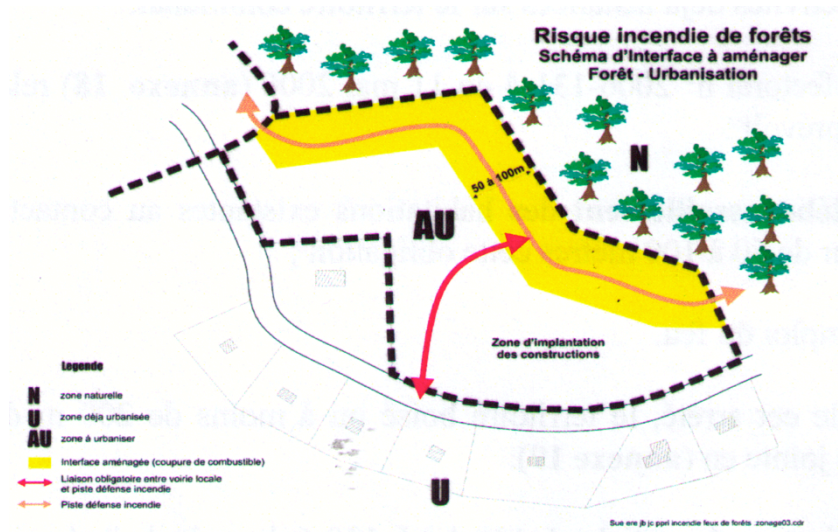 Risque incendie de forêts
Schéma d'Interface à aménager
Forêt - Urbanisation
N
50 à 100m
AU
Zone d'implantation
des constructions
Legende
N zone naturelle
U zone déjà urbanisée
AU zone à urbaniser
Interface aménagée (coupure de combustible)
Liaison obligatoire entre voirie locale
et piste défense incendie
Piste défense incendie
U
Sue ere jb jc ppri incendie feux de forêts zonage03.cdr